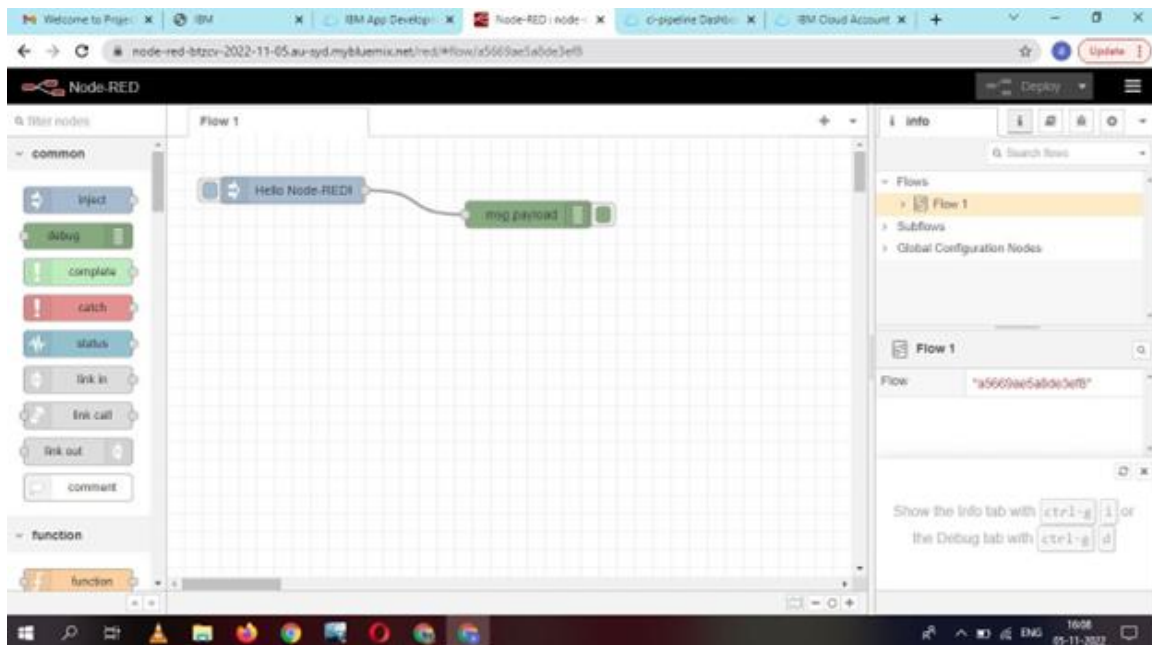 Welcome to Projec
IBM
IBM App Develop
Node-RED : node-
ci-pipeline Dashb
IBM Cloud Account
node-red-btzcv-2022-11-05.au-syd.mybluemix.net/red/#flow/a5669ae5a8de3ef8
Update
Node-RED
Deploy
filter nodes
Flow 1
info
i
Search flows
common
inject
debug
complete
catch
status
link in
link call
link out
comment
function
function
Hello Node-RED!
msg.payload
Flows
Flow 1
Subflows
Global Configuration Nodes
Flow 1
Flow "a5669ae5a8de3ef8"
Show the Info tab with ctrl-g i or
the Debug tab with ctrl-g d
ENG
16:08
05-11-2022